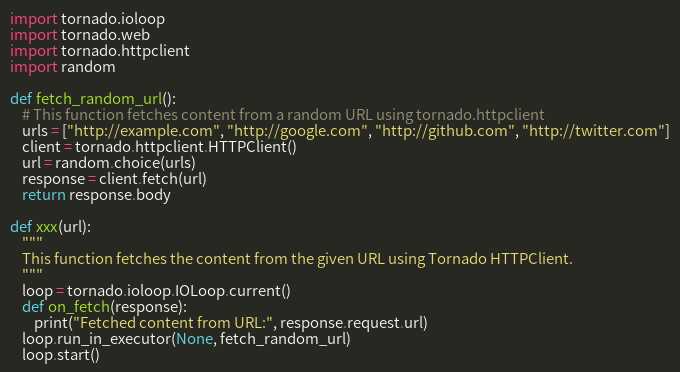 import tornado.ioloop
import tornado.web
import tornado.httpclient
import random

def fetch_random_url():
    # This function fetches content from a random URL using tornado.httpclient
    urls = ["http://example.com", "http://google.com", "http://github.com", "http://twitter.com"]
    client = tornado.httpclient.HTTPClient()
    url = random.choice(urls)
    response = client.fetch(url)
    return response.body

def xxx(url):
    """
    This function fetches the content from the given URL using Tornado HTTPClient.
    """
    loop = tornado.ioloop.IOLoop.current()
    def on_fetch(response):
        print("Fetched content from URL:", response.request.url)
    loop.run_in_executor(None, fetch_random_url)
    loop.start()